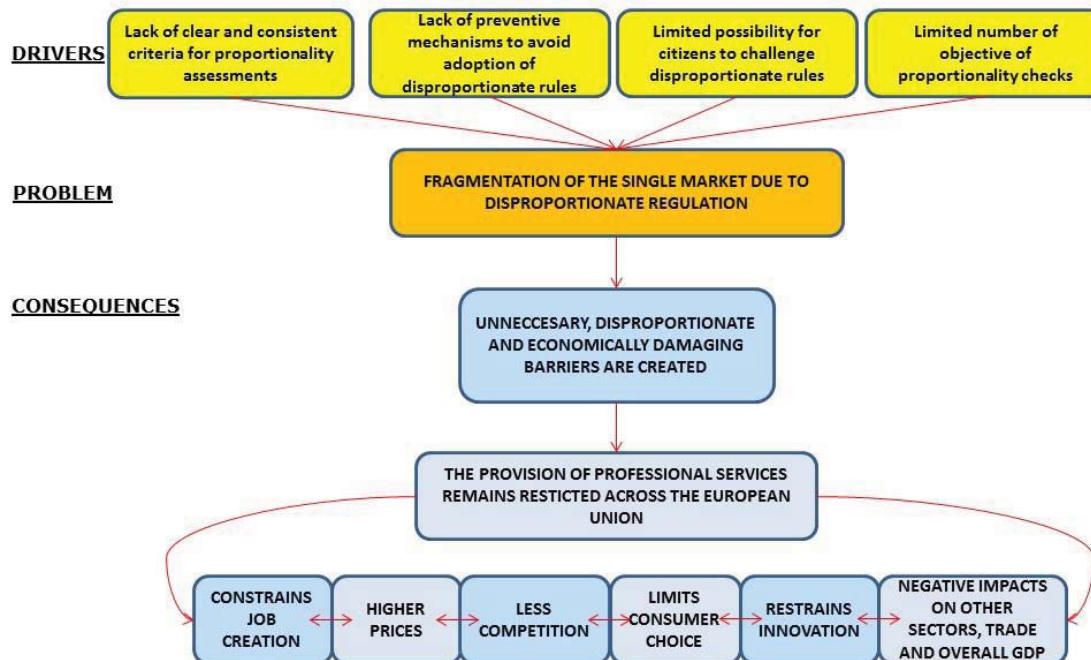 DRIVERS
Lack of clear and consistent
criteria for proportionality
assessments
Lack of preventive
mechanisms to avoid
adoption of
disproportionate rules
Limited possibility for
citizens to challenge
disproportionate rules
Limited number of
objective of
proportionality checks
PROBLEM
FRAGMENTATION OF THE SINGLE MARKET DUE TO
DISPROPORTIONATE REGULATION
CONSEQUENCES
UNNECCESARY, DISPROPORTIONATE
AND ECONOMICALLY DAMAGING
BARRIERS ARE CREATED
THE PROVISION OF PROFESSIONAL SERVICES
REMAINS RESTICTED ACROSS THE EUROPEAN
UNION
CONSTRAINS
JOB
CREATION
HIGHER
PRICES
LESS
COMPETITION
LIMITS
CONSUMER
CHOICE
RESTRAINS
INNOVATION
NEGATIVE IMPACTS
ON OTHER
SECTORS, TRADE
AND OVERALL GDP